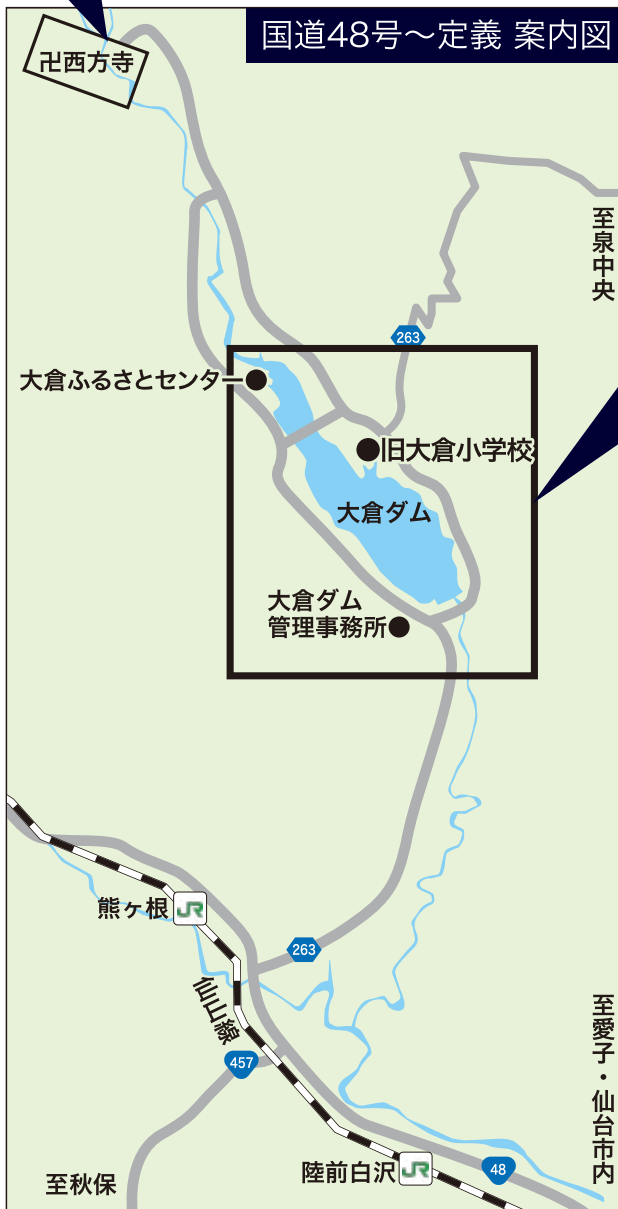 国道48号〜定義 案内図
卍西方寺
至泉中央
263
大倉ふるさとセンター
旧大倉小学校
大倉ダム
大倉ダム
管理事務所
熊ヶ根
JR
263
仙山線
至愛子・仙台市内
457
陸前白沢
JR
48
至秋保